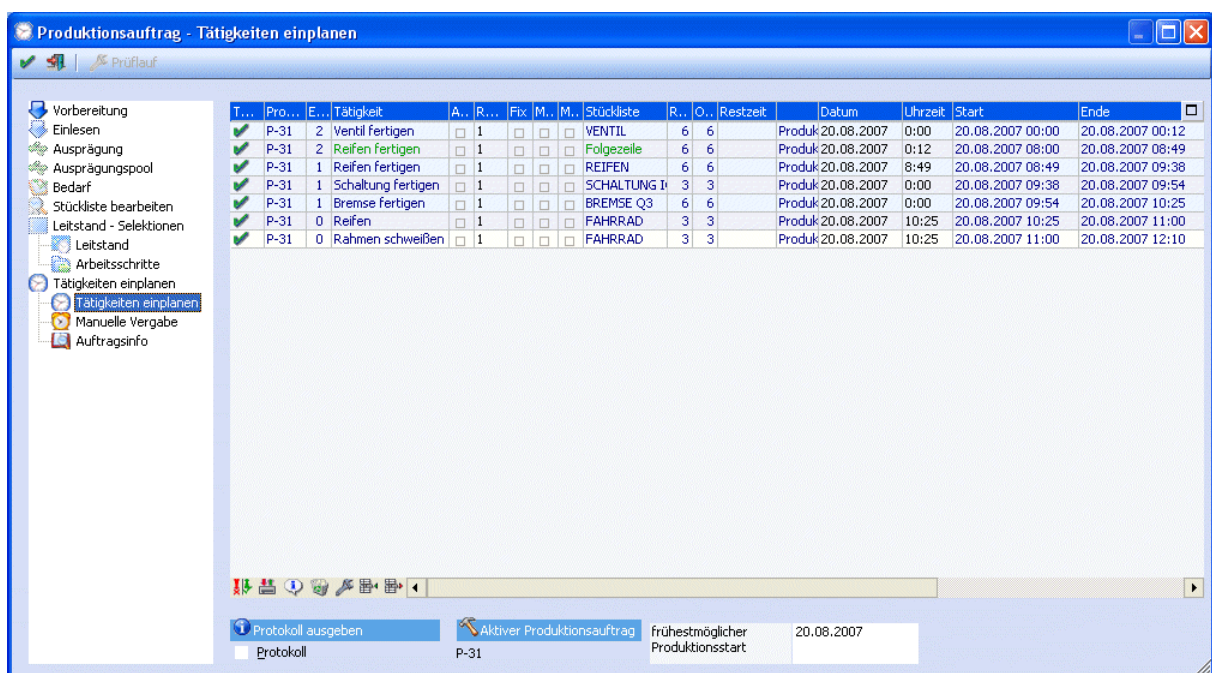 Produktionsauftrag - Tätigkeiten einplanen
Prüflauf
Vorbereitung
Einlesen
Ausprägung
Ausprägungspool
Bedarf
Stückliste bearbeiten
Leitstand - Selektionen
Leitstand
Arbeitsschritte
Tätigkeiten einplanen
Tätigkeiten einplanen
Manuelle Vergabe
Auftragsinfo
T... Pro... E... Tätigkeit A.. R... Fix M.. M.. Stückliste R.. O.. Restzeit Datum Uhrzeit Start Ende
P-31 2 Ventil fertigen 1 VENTIL 6 6 Produk 20.08.2007 0:00 20.08.2007 00:00 20.08.2007 00:12
P-31 2 Reifen fertigen 1 Folgezeile 6 6 Produk 20.08.2007 0:12 20.08.2007 08:00 20.08.2007 08:49
P-31 1 Reifen fertigen 1 REIFEN 6 6 Produk 20.08.2007 8:49 20.08.2007 08:49 20.08.2007 09:38
P-31 1 Schaltung fertigen 1 SCHALTUNG I 3 3 Produk 20.08.2007 0:00 20.08.2007 09:38 20.08.2007 09:54
P-31 1 Bremse fertigen 1 BREMSE Q3 6 6 Produk 20.08.2007 0:00 20.08.2007 09:54 20.08.2007 10:25
P-31 0 Reifen 1 FAHRRAD 3 3 Produk 20.08.2007 10:25 20.08.2007 10:25 20.08.2007 11:00
P-31 0 Rahmen schweißen 1 FAHRRAD 3 3 Produk 20.08.2007 10:25 20.08.2007 11:00 20.08.2007 12:10
Protokoll ausgeben
Protokoll
Aktiver Produktionsauftrag
P-31
frühestmöglicher
Produktionsstart
20.08.2007